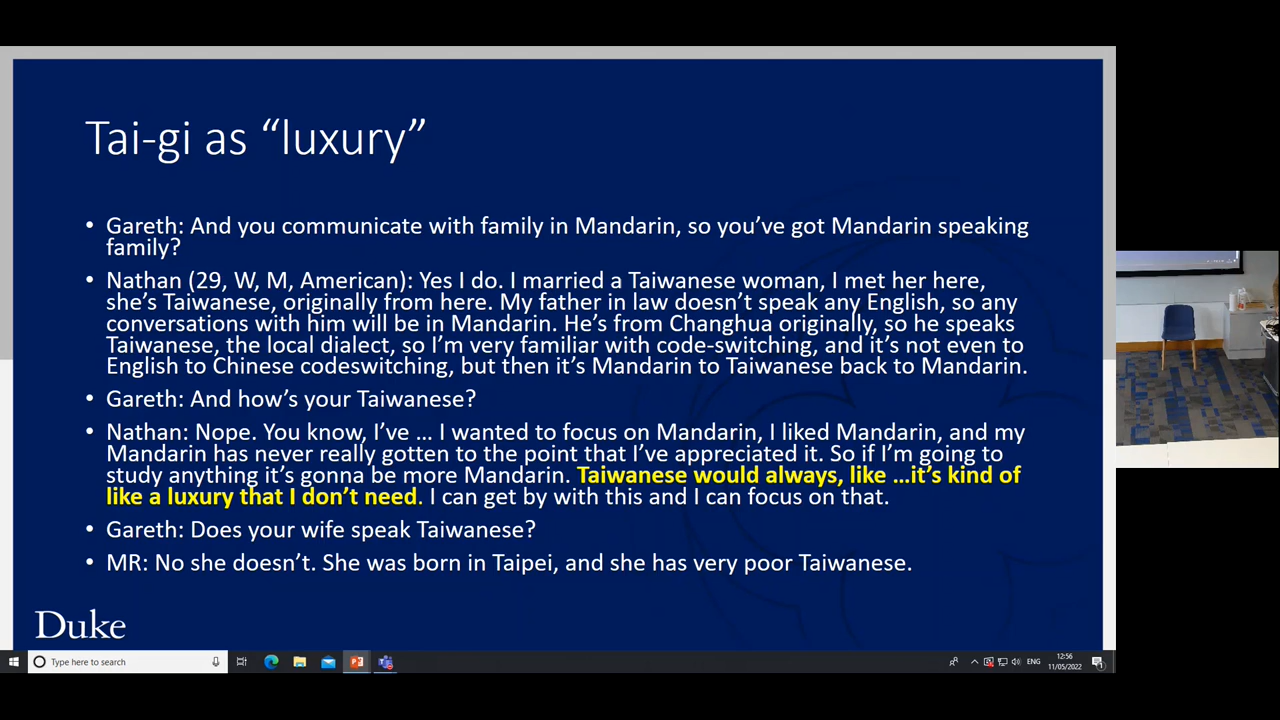 Tai-gi as “luxury”
• Gareth: And you communicate with family in Mandarin, so you’ve got Mandarin speaking
family?
• Nathan (29, W, M, American): Yes I do. I married a Taiwanese woman, I met her here,
she’s Taiwanese, originally from here. My father in law doesn’t speak any English, so any
conversations with him will be in Mandarin. He’s from Changhua originally, so he speaks
Taiwanese, the local dialect, so I’m very familiar with code-switching, and it’s not even to
English to Chinese codeswitching, but then it’s Mandarin to Taiwanese back to Mandarin.
• Gareth: And how’s your Taiwanese?
• Nathan: Nope. You know, I’ve … I wanted to focus on Mandarin, I liked Mandarin, and my
Mandarin has never really gotten to the point that I’ve appreciated it. So if I’m going to
study anything it’s gonna be more Mandarin. Taiwanese would always, like …it’s kind of
like a luxury that I don’t need. I can get by with this and I can focus on that.
• Gareth: Does your wife speak Taiwanese?
• MR: No she doesn’t. She was born in Taipei, and she has very poor Taiwanese.
Duke
Type here to search
ENG
12:56
11/05/2022